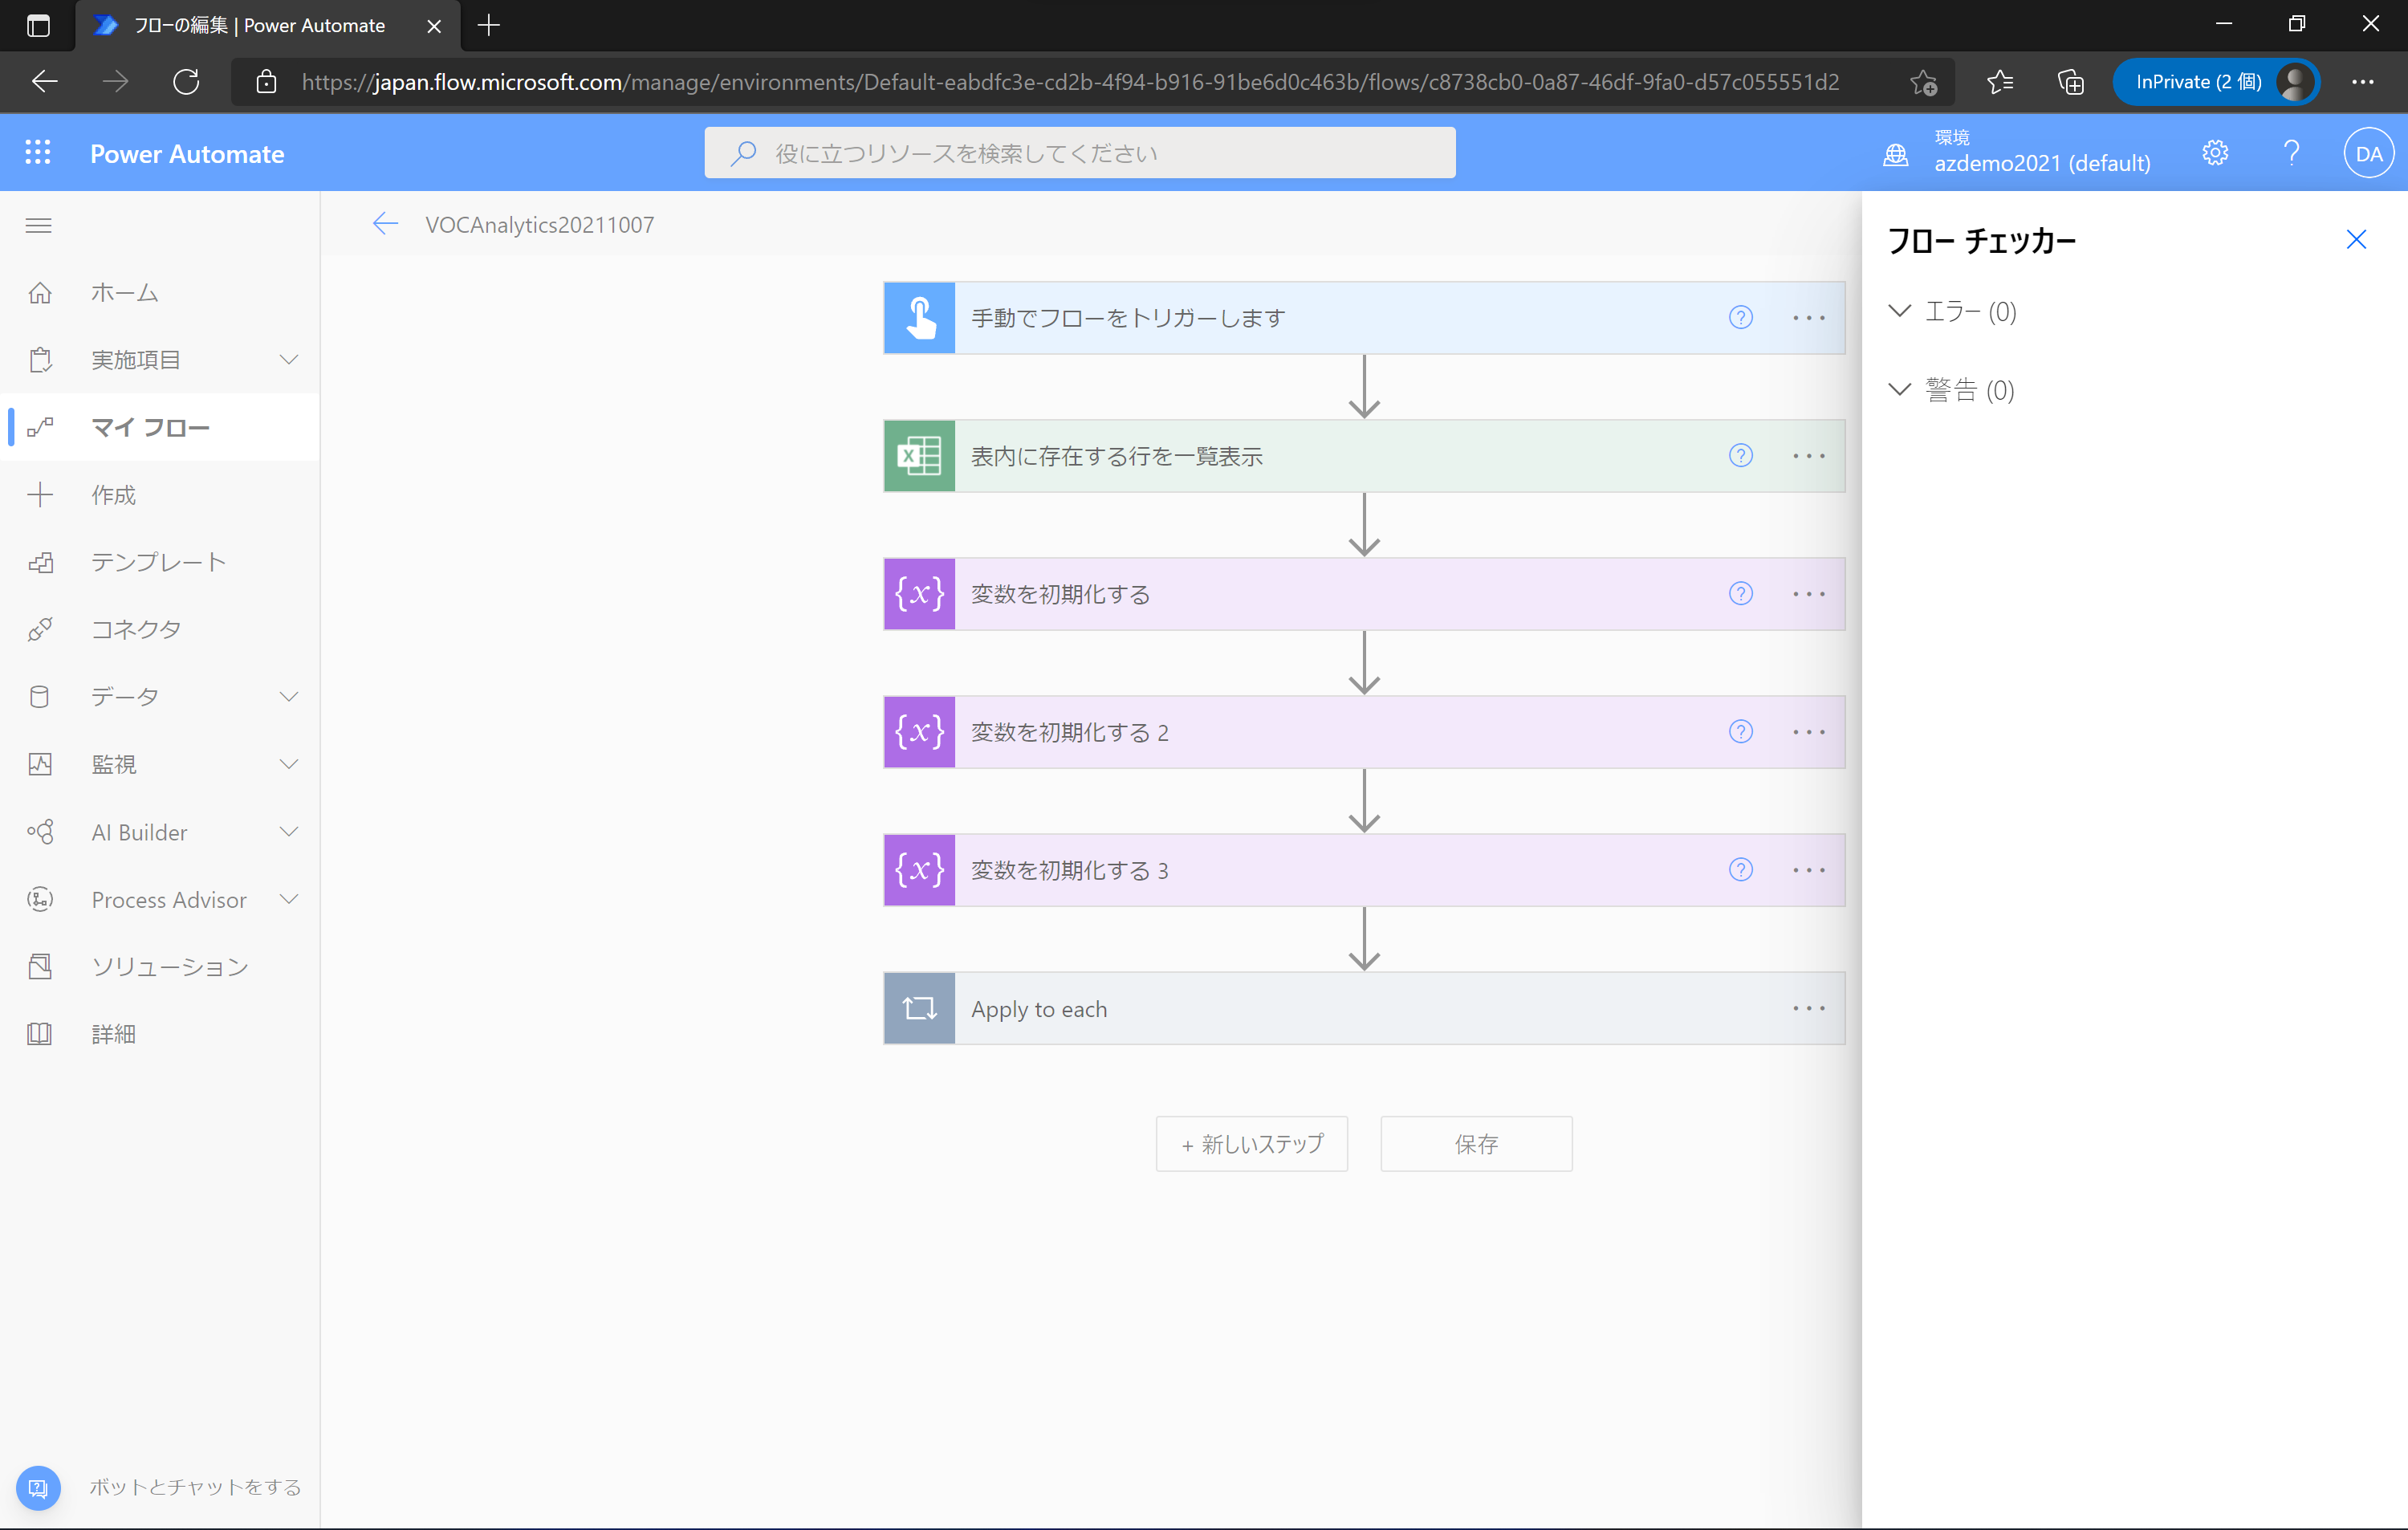 フローの編集 | Power Automate
https://japan.flow.microsoft.com/manage/environments/Default-eabdfc3e-cd2b-4f94-b916-91be6d0c463b/flows/c8738cb0-0a87-46df-9fa0-d57c055551d2
InPrivate (2 個)
Power Automate
役に立つリソースを検索してください
環境
azdemo2021 (default)
DA
ホーム
実施項目
マイ フロー
作成
テンプレート
コネクタ
データ
監視
AI Builder
Process Advisor
ソリューション
詳細
ボットとチャットをする
VOCAnalytics20211007
手動でフローをトリガーします
表内に存在する行を一覧表示
{x} 変数を初期化する
{x} 変数を初期化する 2
{x} 変数を初期化する 3
Apply to each
+ 新しいステップ
保存
フロー チェッカー
エラー (0)
警告 (0)